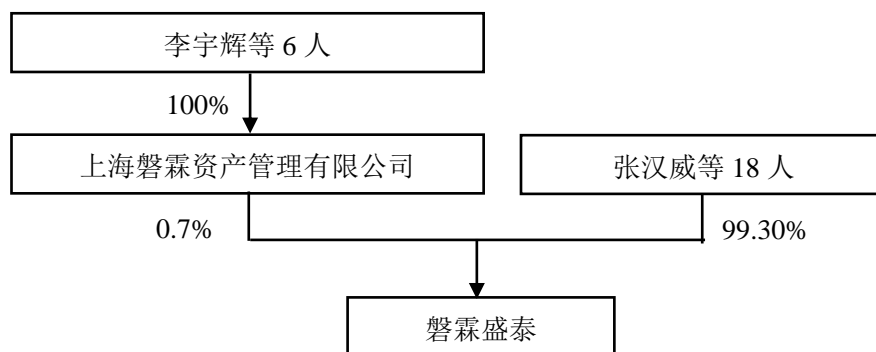 李宇辉等 6 人
100%
上海磐霖资产管理有限公司
张汉威等 18 人
0.7%
99.30%
磐霖盛泰